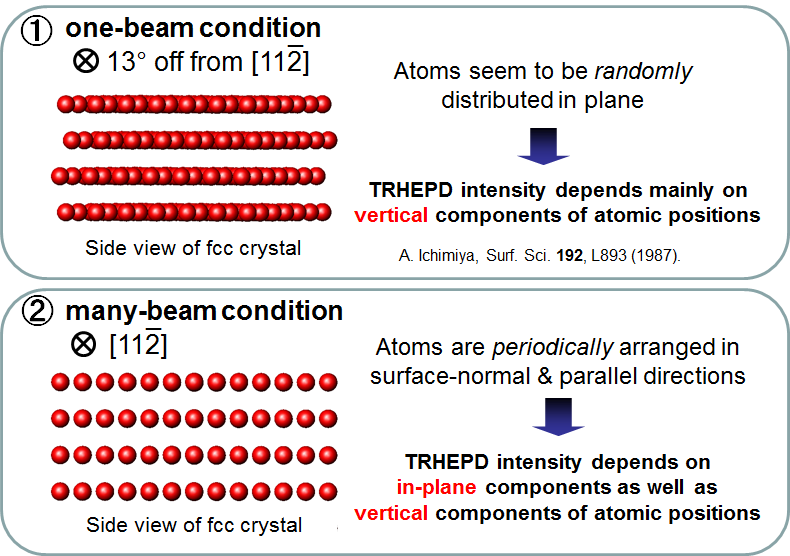 ① one-beam condition
⊗ 13° off from [112̅]
Atoms seem to be randomly
distributed in plane
TRHEPD intensity depends mainly on
vertical components of atomic positions
Side view of fcc crystal
A. Ichimiya, Surf. Sci. 192, L893 (1987).
② many-beam condition
⊗ [112̅]
Atoms are periodically arranged in
surface-normal & parallel directions
TRHEPD intensity depends on
in-plane components as well as
vertical components of atomic positions
Side view of fcc crystal